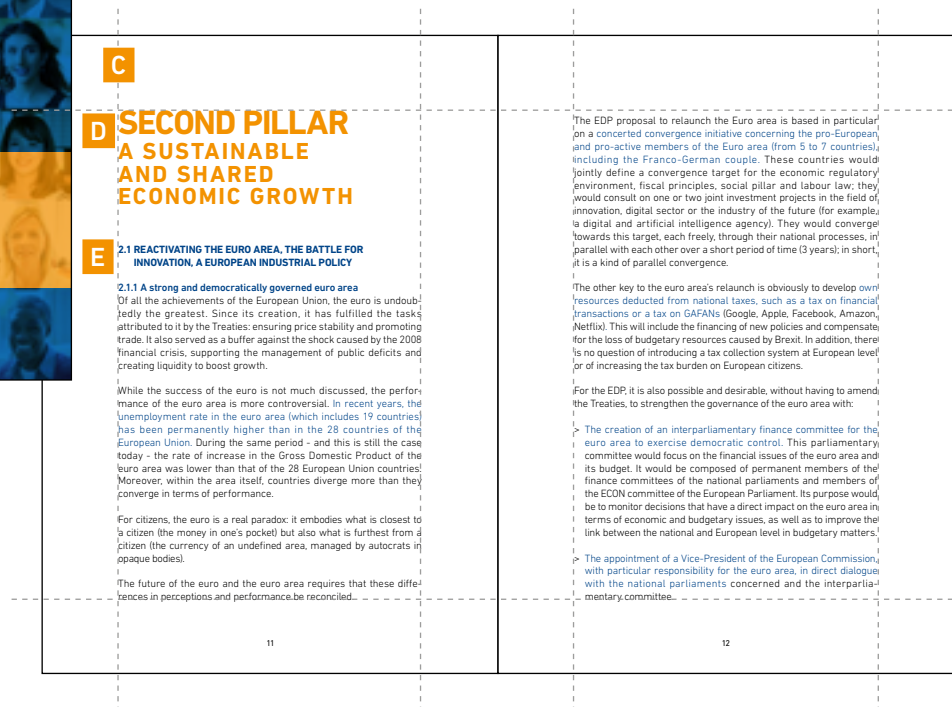 C
D
SECOND PILLAR
A SUSTAINABLE
AND SHARED
ECONOMIC GROWTH
E
2.1 REACTIVATING THE EURO AREA, THE BATTLE FOR
INNOVATION, A EUROPEAN INDUSTRIAL POLICY
2.1.1 A strong and democratically governed euro area
Of all the achievements of the European Union, the euro is undoub-
tedly the greatest. Since its creation, it has fulfilled the tasks
attributed to it by the Treaties: ensuring price stability and promoting
trade. It also served as a buffer against the shock caused by the 2008
financial crisis, supporting the management of public deficits and
creating liquidity to boost growth.
While the success of the euro is not much discussed, the perfor-
mance of the euro area is more controversial. In recent years, the
unemployment rate in the euro area (which includes 19 countries)
has been permanently higher than in the 28 countries of the
European Union. During the same period - and this is still the case
today - the rate of increase in the Gross Domestic Product of the
euro area was lower than that of the 28 European Union countries.
Moreover, within the area itself, countries diverge more than they
converge in terms of performance.
For citizens, the euro is a real paradox: it embodies what is closest to
a citizen (the money in one's pocket) but also what is furthest from a
citizen (the currency of an undefined area, managed by autocrats in
opaque bodies).
The future of the euro and the euro area requires that these diffe-
rences in perceptions and performance be reconciled.
11
The EDP proposal to relaunch the Euro area is based in particular
on a concerted convergence initiative concerning the pro-European
and pro-active members of the Euro area (from 5 to 7 countries),
including the Franco-German couple. These countries would
jointly define a convergence target for the economic regulatory
environment, fiscal principles, social pillar and labour law; they
would consult on one or two joint investment projects in the field of
innovation, digital sector or the industry of the future (for example,
a digital and artificial intelligence agency). They would converge
towards this target, each freely, through their national processes, in
parallel with each other over a short period of time (3 years); in short,
it is a kind of parallel convergence.
The other key to the euro area's relaunch is obviously to develop own
resources deducted from national taxes, such as a tax on financial
transactions or a tax on GAFANs (Google, Apple, Facebook, Amazon,
Netflix). This will include the financing of new policies and compensate
for the loss of budgetary resources caused by Brexit. In addition, there
is no question of introducing a tax collection system at European level
or of increasing the tax burden on European citizens.
For the EDP, it is also possible and desirable, without having to amend
the Treaties, to strengthen the governance of the euro area with:
> The creation of an interparliamentary finance committee for the
euro area to exercise democratic control. This parliamentary
committee would focus on the financial issues of the euro area and
its budget. It would be composed of permanent members of the
finance committees of the national parliaments and members of
the ECON committee of the European Parliament. Its purpose would
be to monitor decisions that have a direct impact on the euro area in
terms of economic and budgetary issues, as well as to improve the
link between the national and European level in budgetary matters.
> The appointment of a Vice-President of the European Commission,
with particular responsibility for the euro area, in direct dialogue
with the national parliaments concerned and the interparlia-
mentary committee.
12